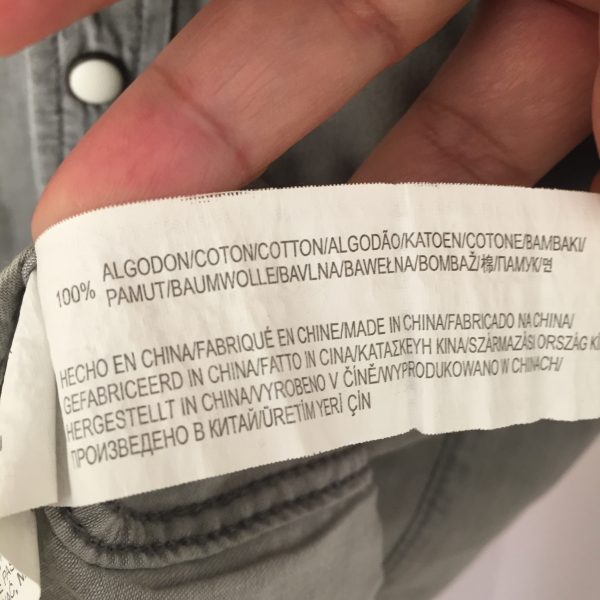 100% ALGODON/COTON/COTTON/ALGODÃO/KATOEN/COTONE/BAMBAKI/
PAMUT/BAUMWOLLE/BAVLNA/BAWEŁNA/BOMBAŽ/棉/ПАМУК/면
HECHO EN CHINA/FABRIQUÉ EN CHINE/MADE IN CHINA/FABRICADO NA CHINA/
GEFABRICEERD IN CHINA/FATTO IN CINA/ΚΑΤΑΣΚΕΥΗ ΚΙΝΑ/SZÁRMAZÁSI ORSZÁG
HERGESTELLT IN CHINA/VYROBENO V ČÍNĚ/WYPRODUKOWANO W CHINACH/
ПРОИЗВЕДЕНО В КИТАЙ/ÜRETİM YERİ ÇİN